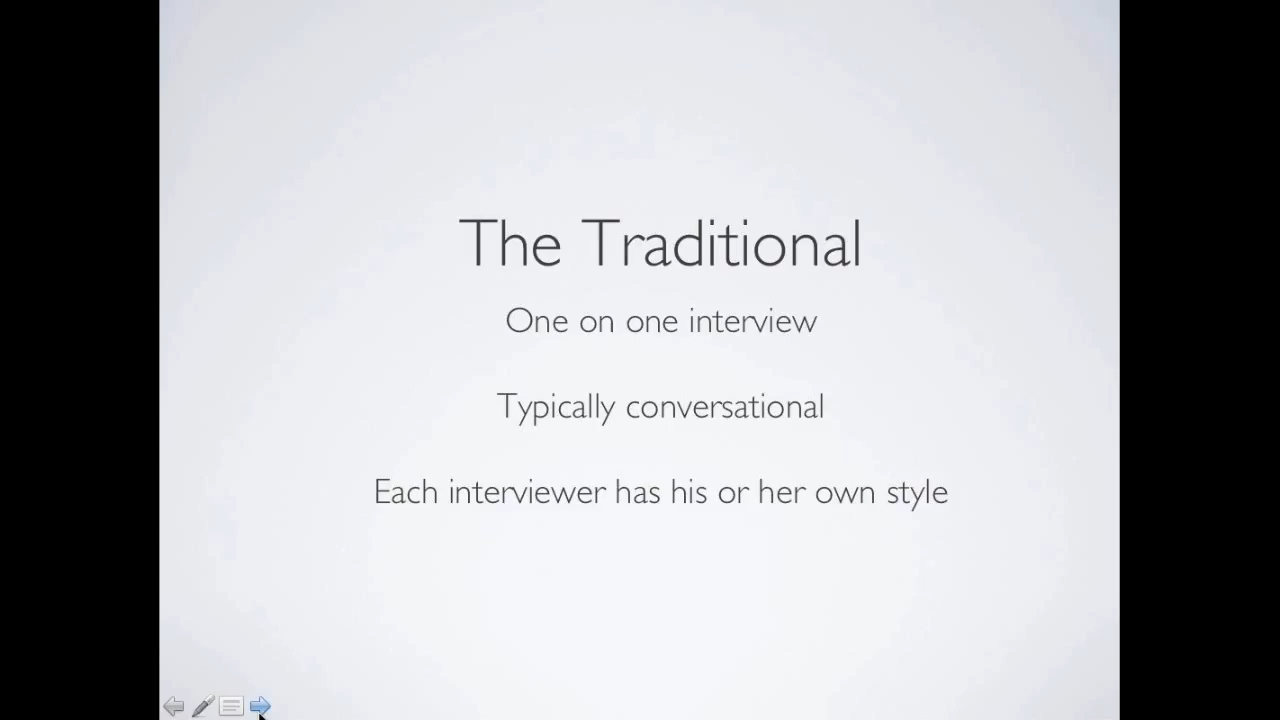 The Traditional
One on one interview
Typically conversational
Each interviewer has his or her own style